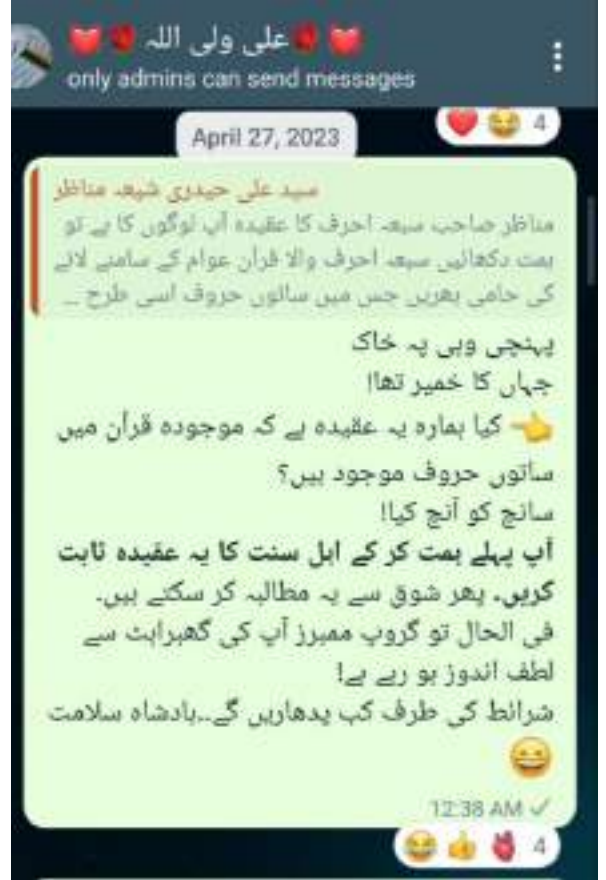 ❤️🌹علی ولی اللہ 🌹❤️
only admins can send messages
❤️😂 4
April 27, 2023
سید علی حیدری شیعہ مناظر
مناظر صاحب سبعہ احرف کا عقیدہ آپ لوگوں کا ہے تو
ہمت دکھائیں سبعہ احرف والا قرآن عوام کے سامنے لانے
کی حامی بھریں جس میں ساتوں حروف اسی طرح ...
پہنچی وہی پہ خاک
جہاں کا خمیر تھا!
👈 کیا ہمارہ یہ عقیدہ ہے کہ موجودہ قرآن میں
ساتوں حروف موجود ہیں؟
سانچ کو آنچ کیا!
آپ پہلے ہمت کر کے اہل سنت کا یہ عقیدہ ثابت
کریں۔ پھر شوق سے یہ مطالبہ کر سکتے ہیں۔
فی الحال تو گروپ ممبرز آپ کی گھبراہٹ سے
لطف اندوز ہو رہے ہے!
شرائط کی طرف کب پدھاریں گے..بادشاہ سلامت
😄
12:38 AM ✓
😂👍🫀 4